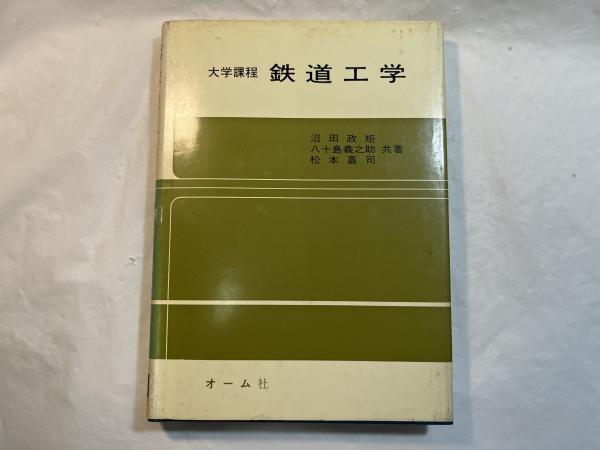 大学課程 鉄道工学
沼田政矩
八十島義之助 共著
松本嘉司
オーム社